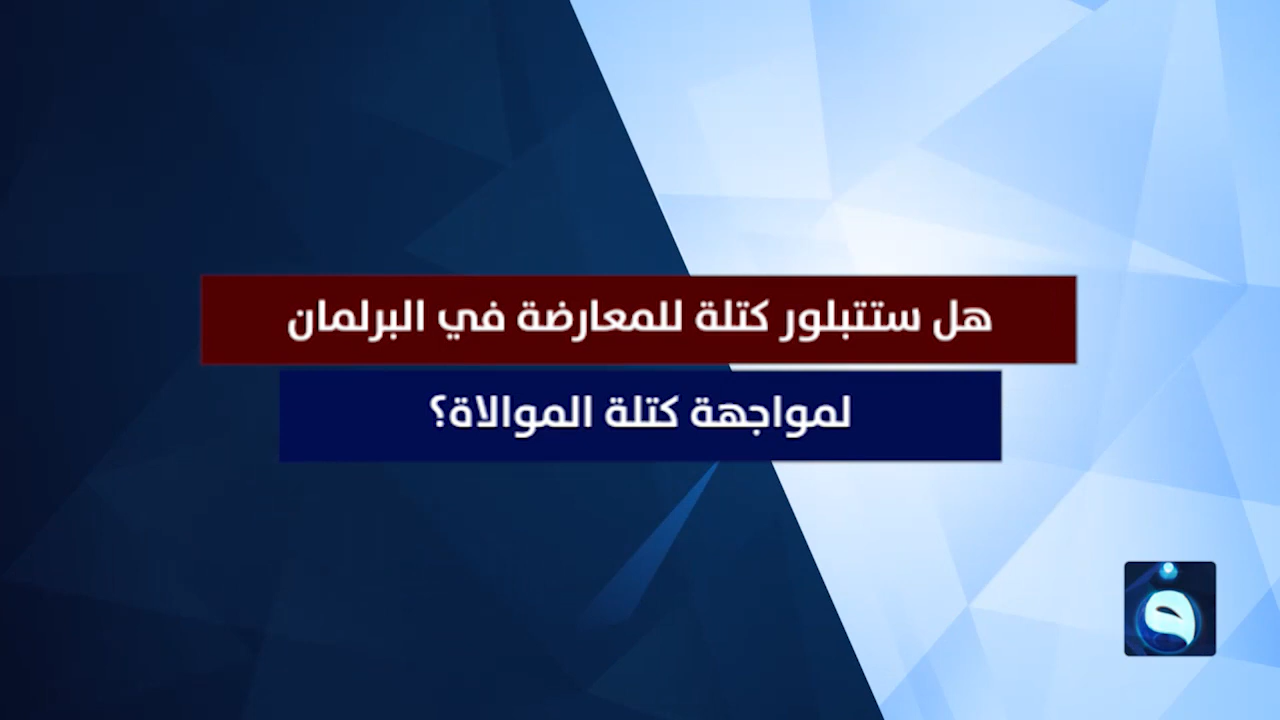 هل ستتبلور كتلة للمعارضة في البرلمان
لمواجهة كتلة الموالاة؟